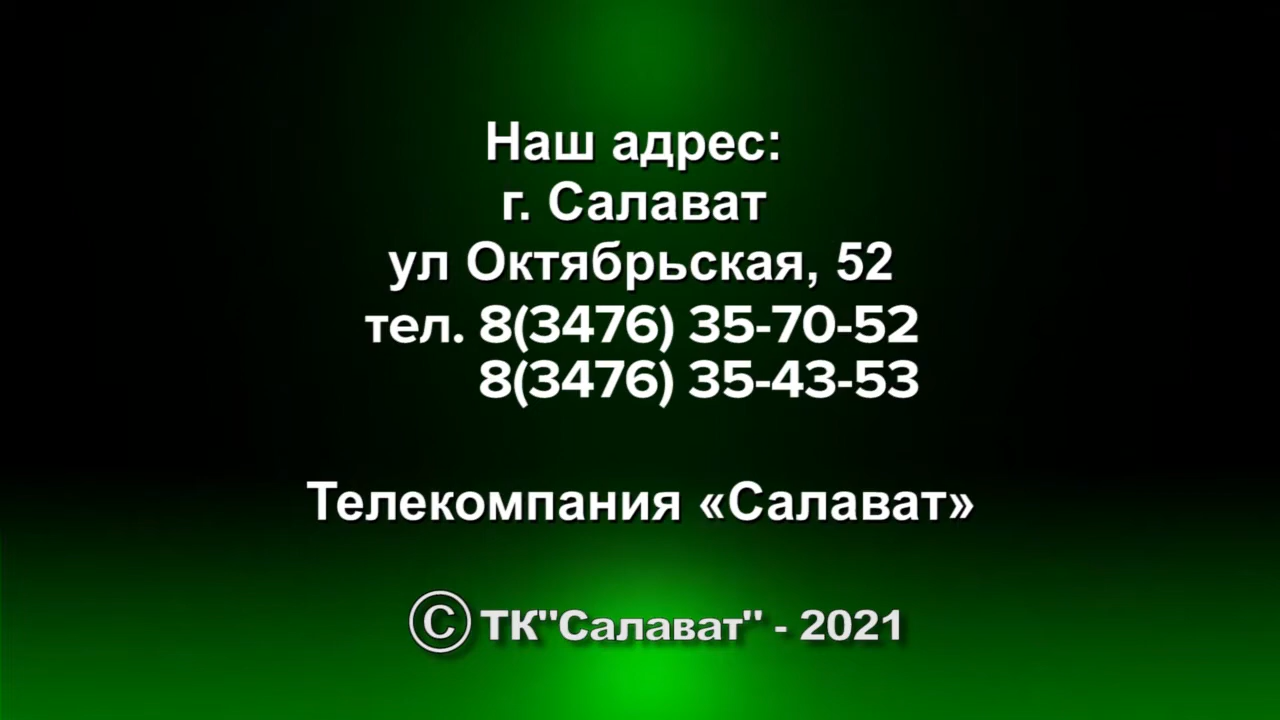 Наш адрес:
г. Салават
ул Октябрьская, 52
тел. 8(3476) 35-70-52
8(3476) 35-43-53
Телекомпания «Салават»
© ТК"Салават" - 2021